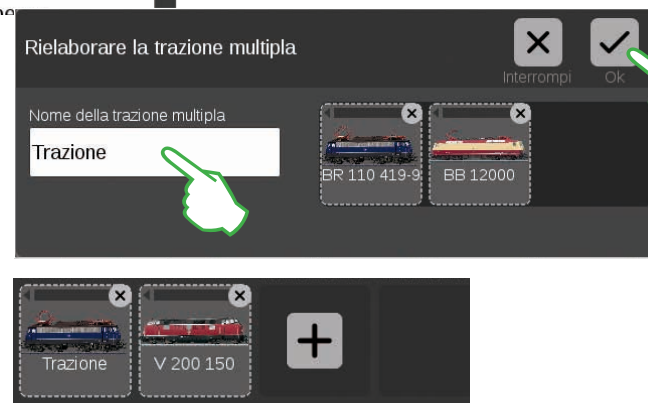 Rielaborare la trazione multipla
Interrompi
Ok
Nome della trazione multipla
Trazione
BR 110 419-9
BB 12000
Trazione
V 200 150